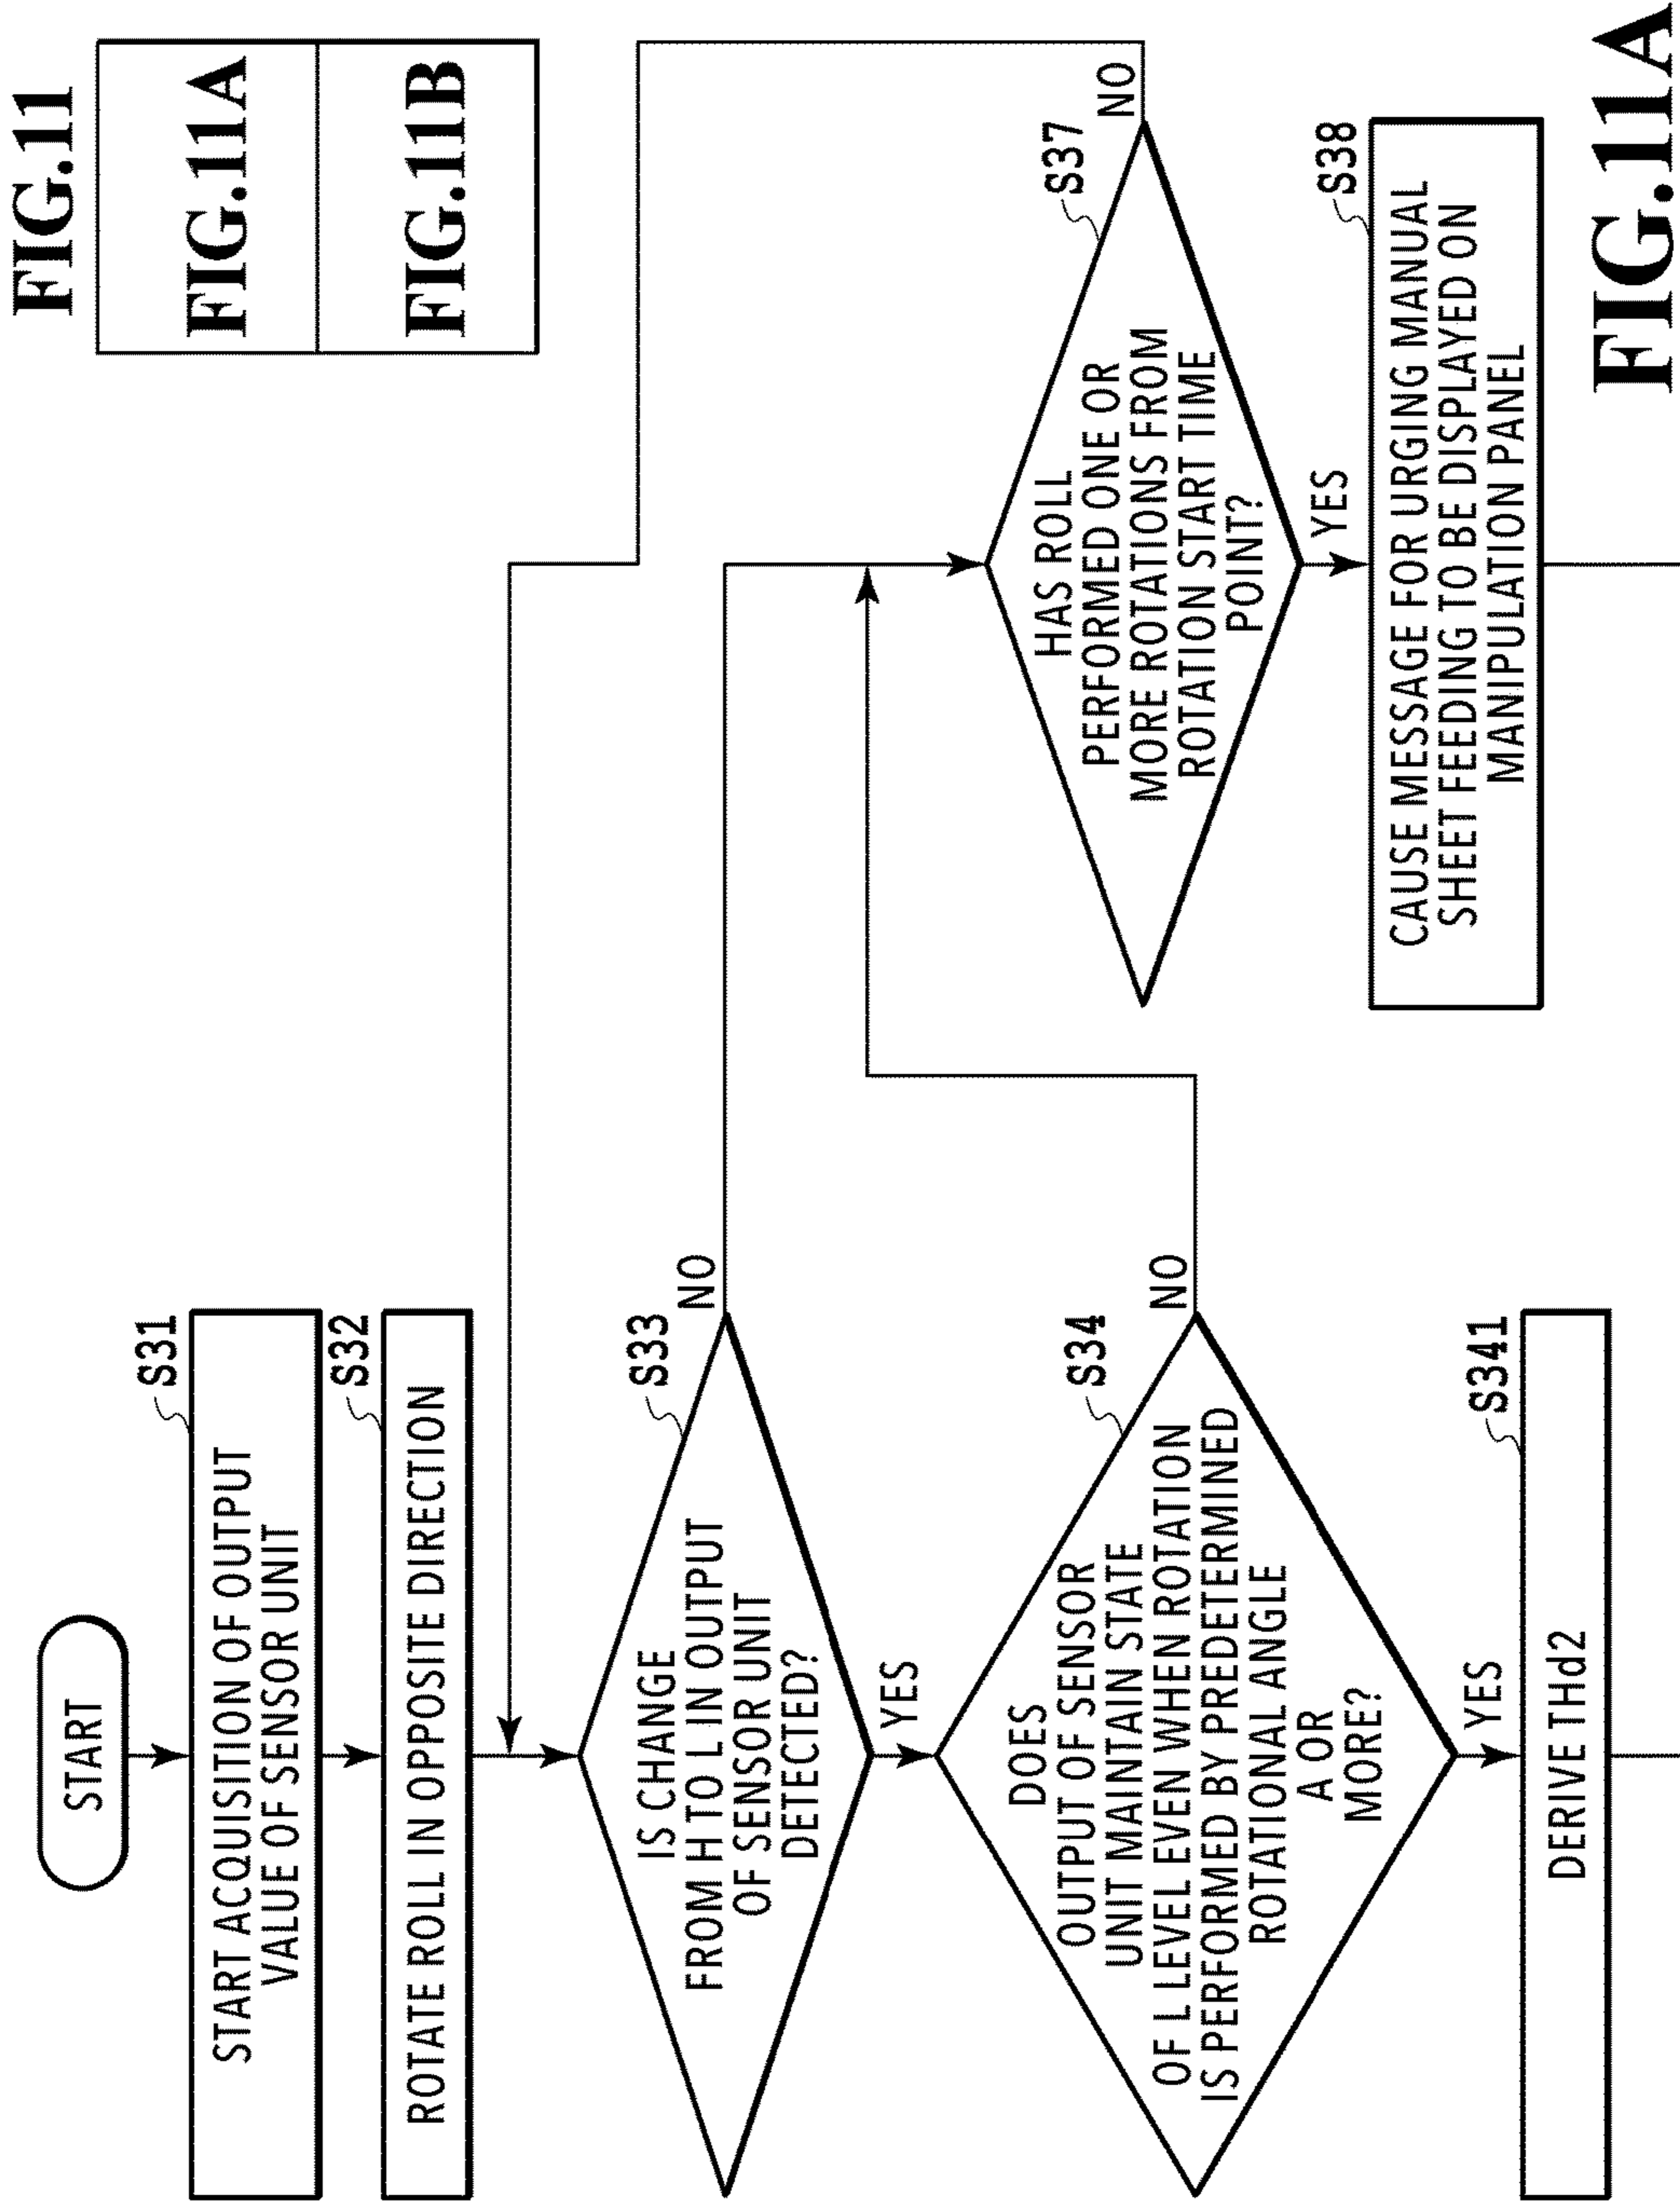 FIG.11
FIG.11A
FIG.11B
START
S31
START ACQUISITION OF OUTPUT
VALUE OF SENSOR UNIT
S32
ROTATE ROLL IN OPPOSITE DIRECTION
S33
IS CHANGE
FROM H TO L IN OUTPUT
OF SENSOR UNIT
DETECTED?
NO
YES
S34
DOES
OUTPUT OF SENSOR
UNIT MAINTAIN STATE
OF L LEVEL EVEN WHEN ROTATION
IS PERFORMED BY PREDETERMINED
ROTATIONAL ANGLE
A OR
MORE?
NO
YES
S341
DERIVE THd2
S37
HAS ROLL
PERFORMED ONE OR
MORE ROTATIONS FROM
ROTATION START TIME
POINT?
NO
YES
S38
CAUSE MESSAGE FOR URGING MANUAL
SHEET FEEDING TO BE DISPLAYED ON
MANIPULATION PANEL
FIG.11A